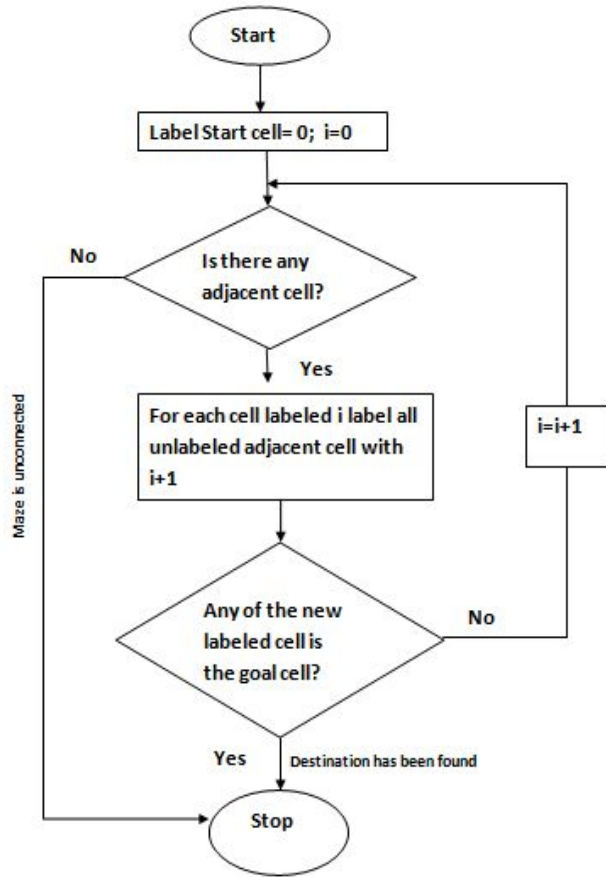 Start
Label Start cell= 0;  i=0
No
Is there any
adjacent cell?
Yes
For each cell labeled i label all
unlabeled adjacent cell with
i+1
i=i+1
Maze is unconnected
Any of the new
labeled cell is
the goal cell?
No
Yes
Destination has been found
Stop